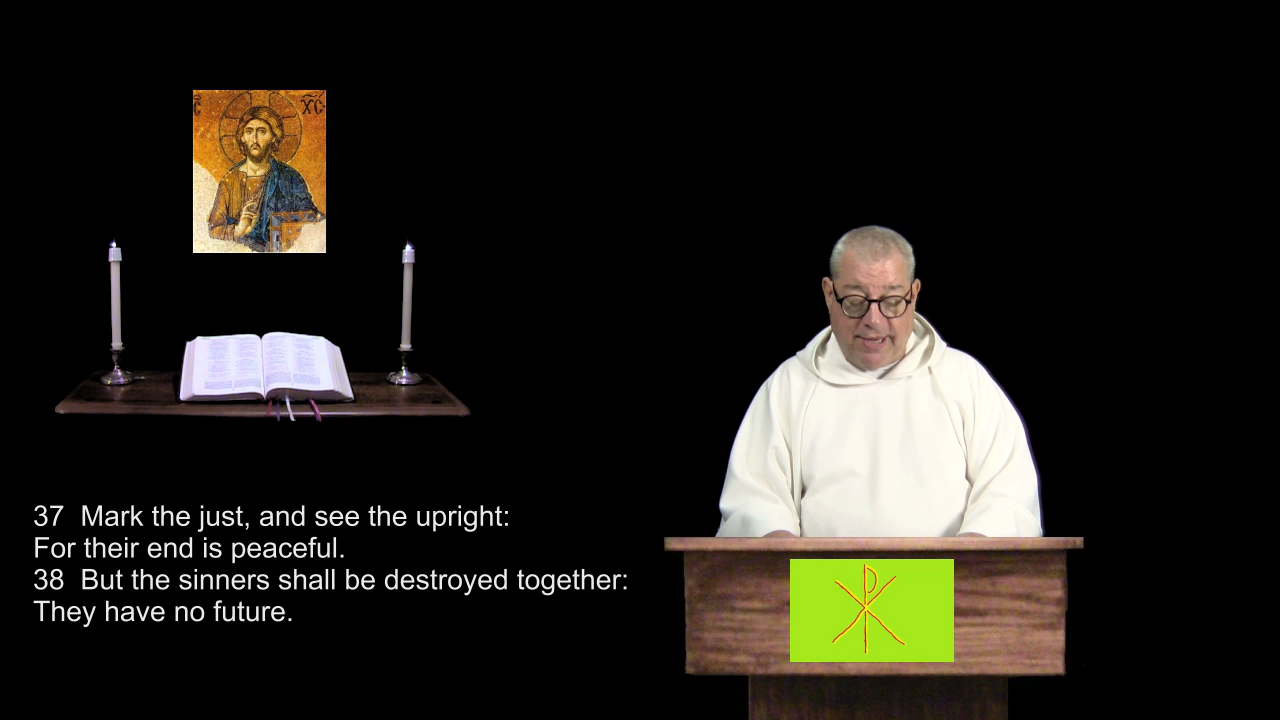 ΧC
37 Mark the just, and see the upright:
For their end is peaceful.
38 But the sinners shall be destroyed together:
They have no future.